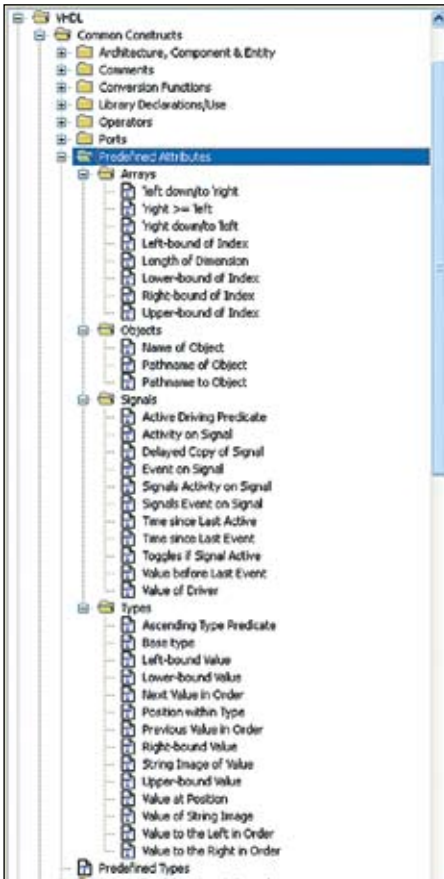 VHDL
Common Constructs
Architecture, Component & Entity
Comments
Conversion Functions
Library Declarations/Use
Operators
Ports
Predefined Attributes
Arrays
'left down/to 'right
'right >= 'left
'right down/to 'left
Left-bound of Index
Length of Dimension
Lower-bound of Index
Right-bound of Index
Upper-bound of Index
Objects
Name of Object
Pathname of Object
Pathname to Object
Signals
Active Driving Predicate
Activity on Signal
Delayed Copy of Signal
Event on Signal
Signals Activity on Signal
Signals Event on Signal
Time since Last Active
Time since Last Event
Toggles if Signal Active
Value before Last Event
Value of Driver
Types
Ascending Type Predicate
Base type
Left-bound Value
Lower-bound Value
Next Value in Order
Position within Type
Previous Value in Order
Right-bound Value
String Image of Value
Upper-bound Value
Value at Position
Value of String Image
Value to the Left in Order
Value to the Right in Order
Predefined Types